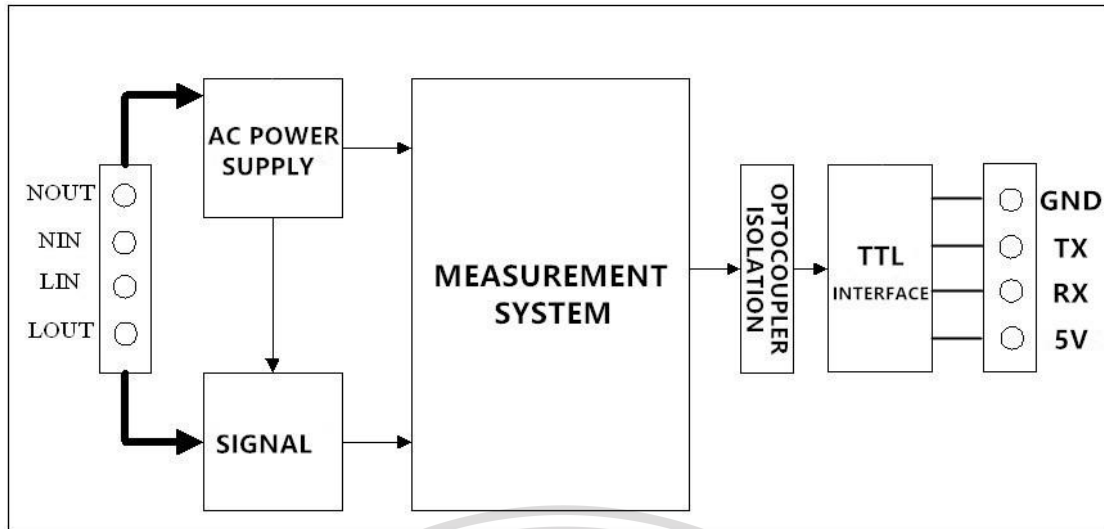 NOUT
NIN
LIN
LOUT
AC POWER
SUPPLY
SIGNAL
MEASUREMENT
SYSTEM
OPTOCOUPLER
ISOLATION
TTL
INTERFACE
GND
TX
RX
5V